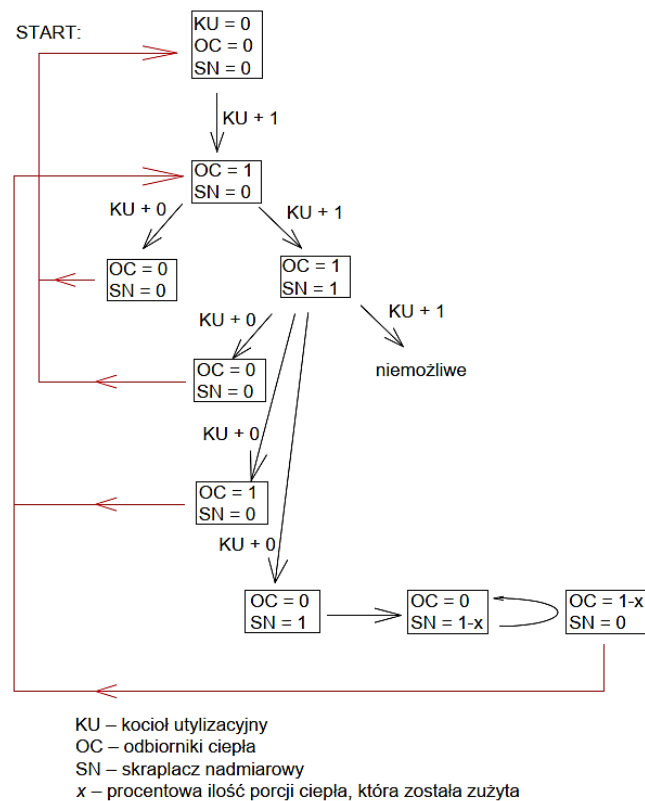 START:
KU = 0
OC = 0
SN = 0
KU + 1
OC = 1
SN = 0
KU + 0
KU + 1
OC = 0
SN = 0
OC = 1
SN = 1
KU + 0
KU + 1
niemożliwe
OC = 0
SN = 0
KU + 0
OC = 1
SN = 0
KU + 0
OC = 0
SN = 1
OC = 0
SN = 1-x
OC = 1-x
SN = 0
KU – kocioł utylizacyjny
OC – odbiorniki ciepła
SN – skraplacz nadmiarowy
x – procentowa ilość porcji ciepła, która została zużyta